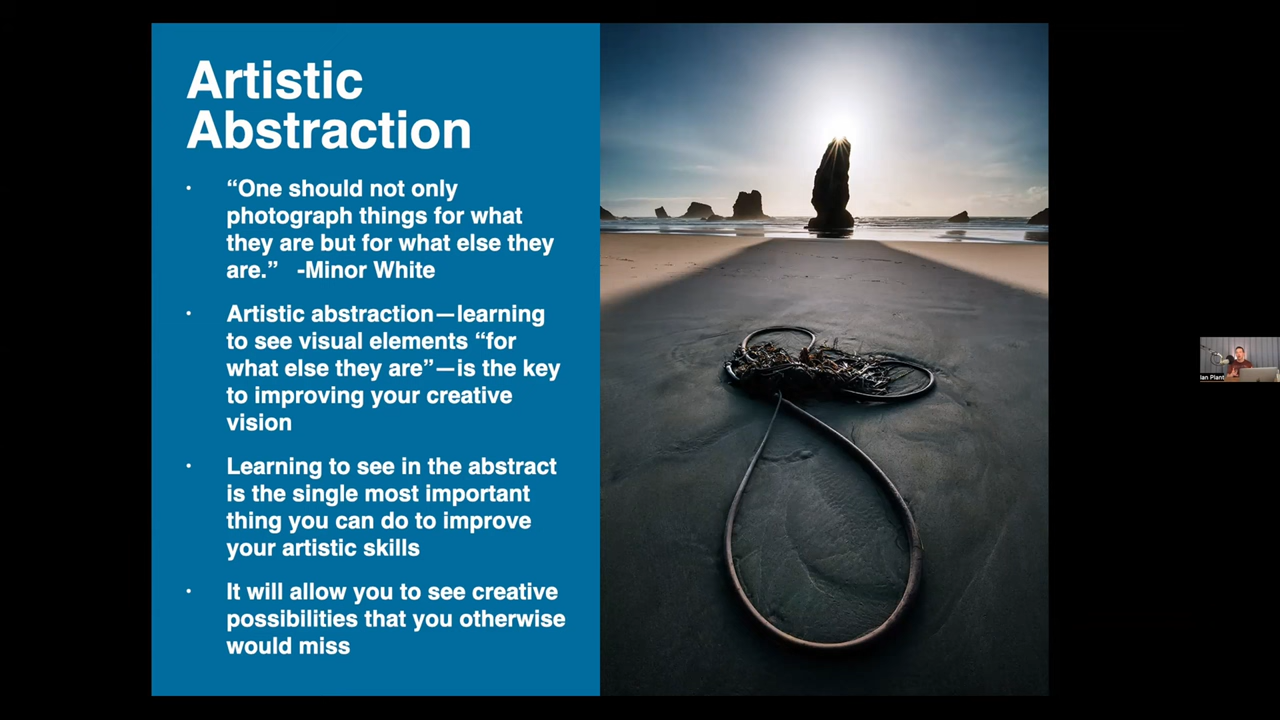 Artistic
Abstraction
• “One should not only
photograph things for what
they are but for what else they
are.” -Minor White
• Artistic abstraction—learning
to see visual elements “for
what else they are”—is the key
to improving your creative
vision
• Learning to see in the abstract
is the single most important
thing you can do to improve
your artistic skills
• It will allow you to see creative
possibilities that you otherwise
would miss
Ian Plant